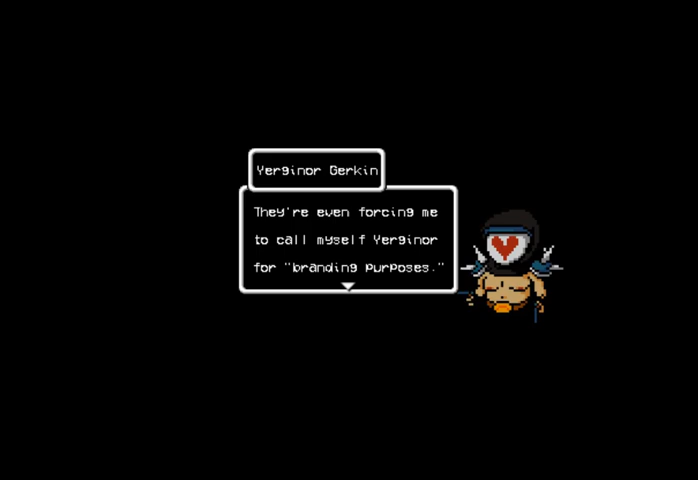 Yerginor Gerkin
They're even forcing me
to call myself Yerginor
for "branding purposes."